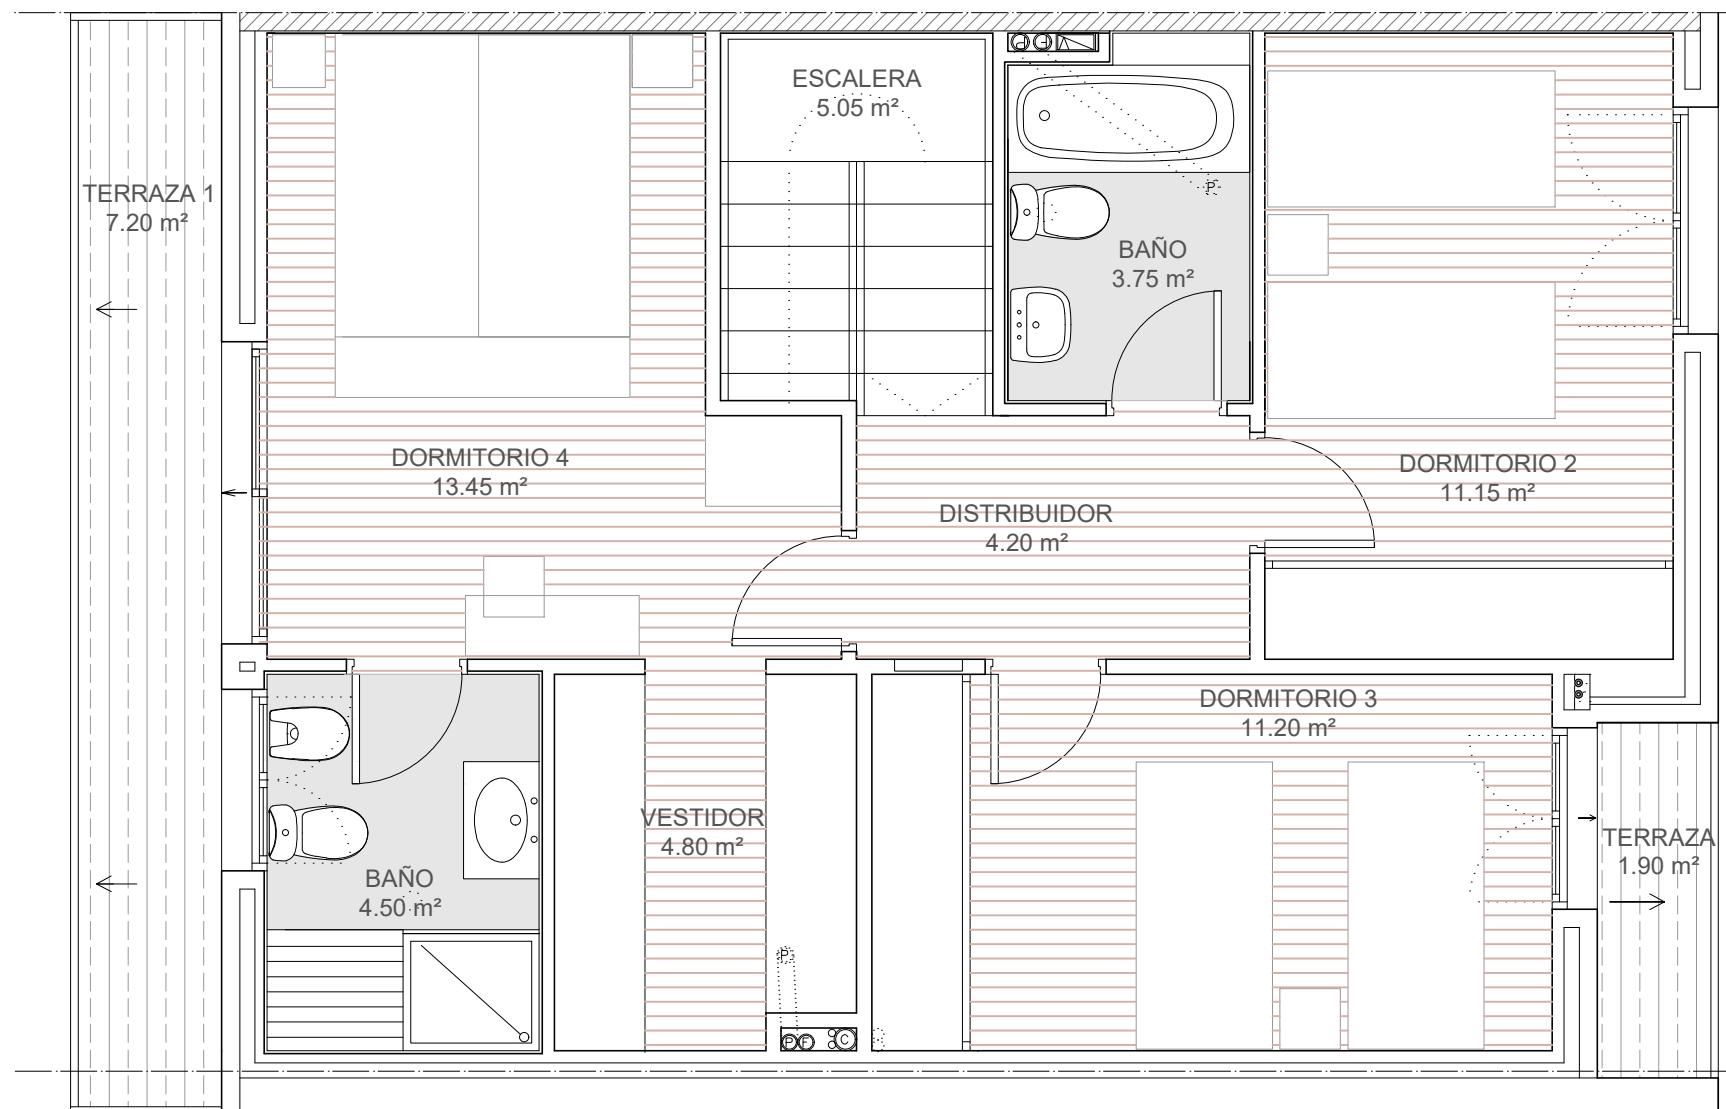 ESCALERA
5.05 m²
TERRAZA 1
7.20 m²
P
BAÑO
3.75 m²
DORMITORIO 4
13.45 m²
DORMITORIO 2
11.15 m²
DISTRIBUIDOR
4.20 m²
DORMITORIO 3
11.20 m²
VESTIDOR
4.80 m²
TERRAZA
1.90 m²
BAÑO
4.50 m²
P
P F C